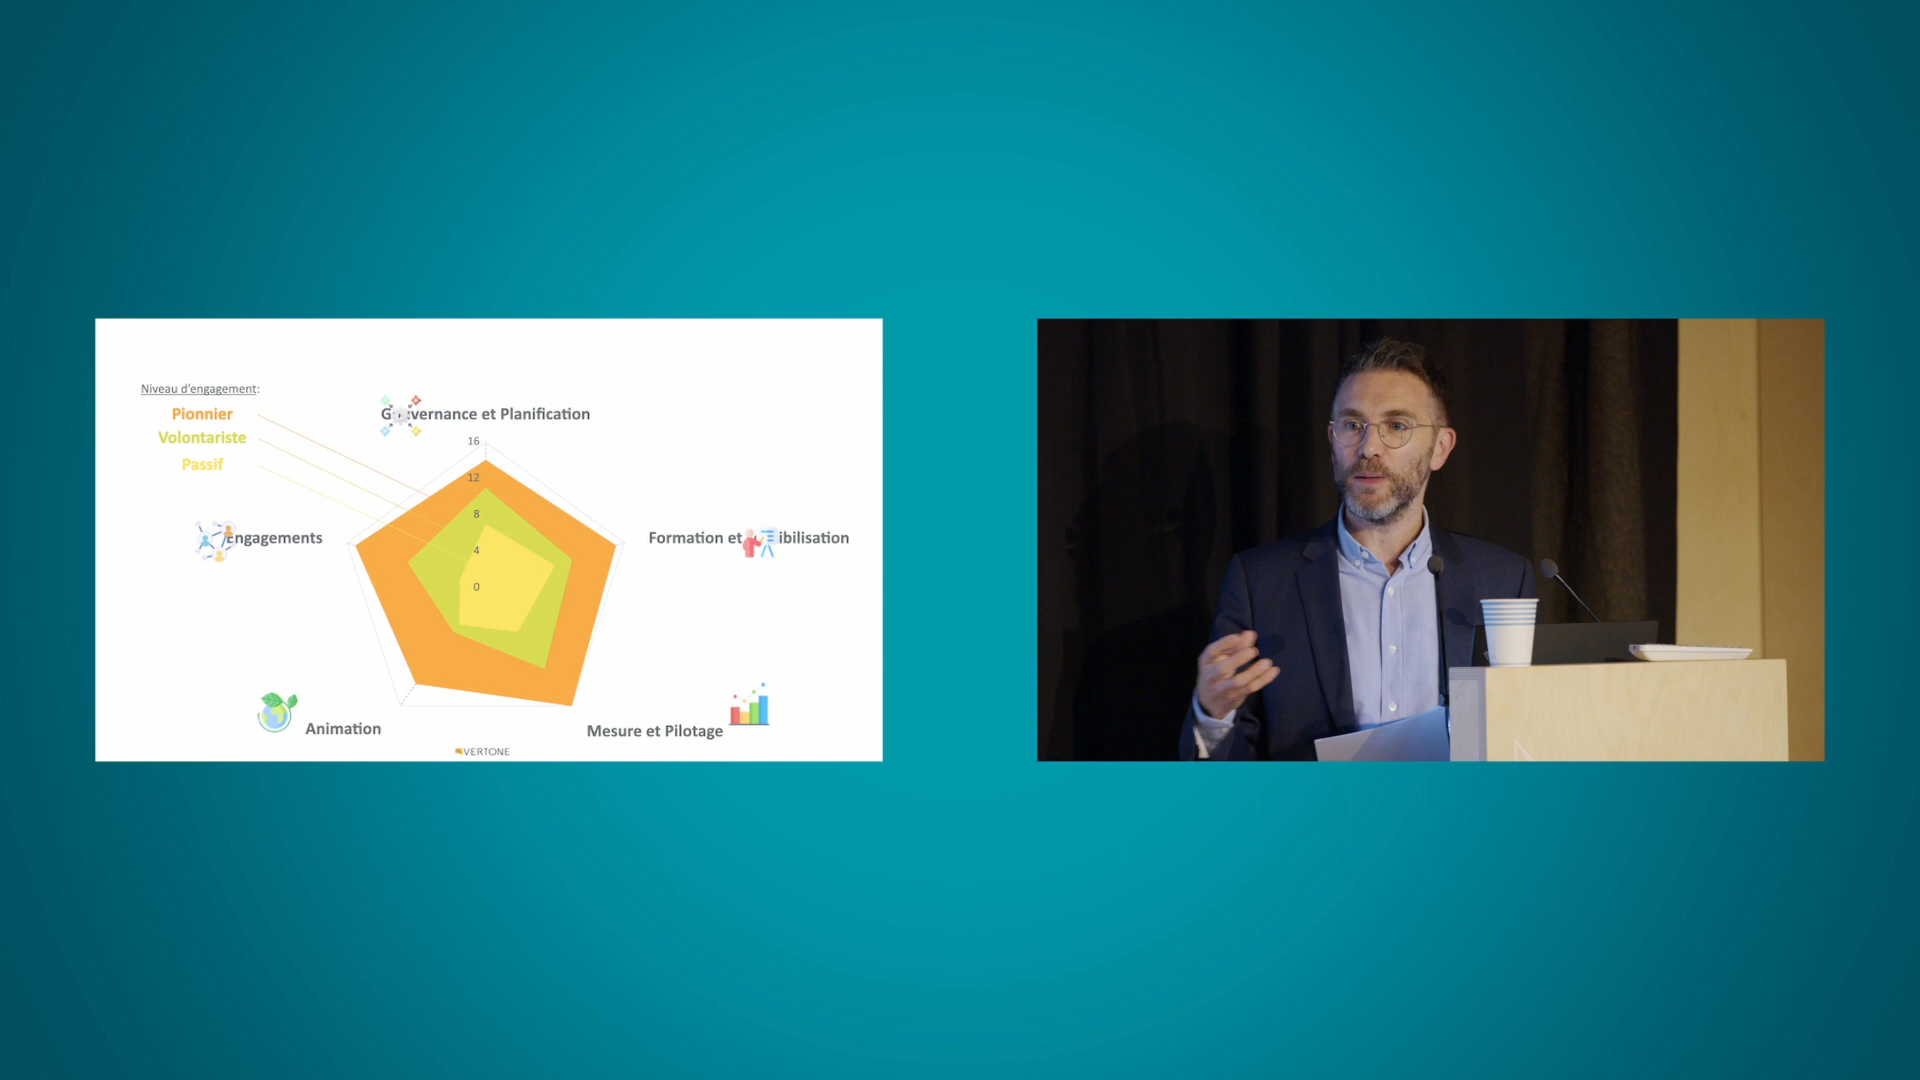 Niveau d'engagement:
Pionnier
Volontariste
Passif
G vernance et Planification
16
12
8
4
0
Engagements
Formation et ibilisation
Animation
Mesure et Pilotage
VERTONE